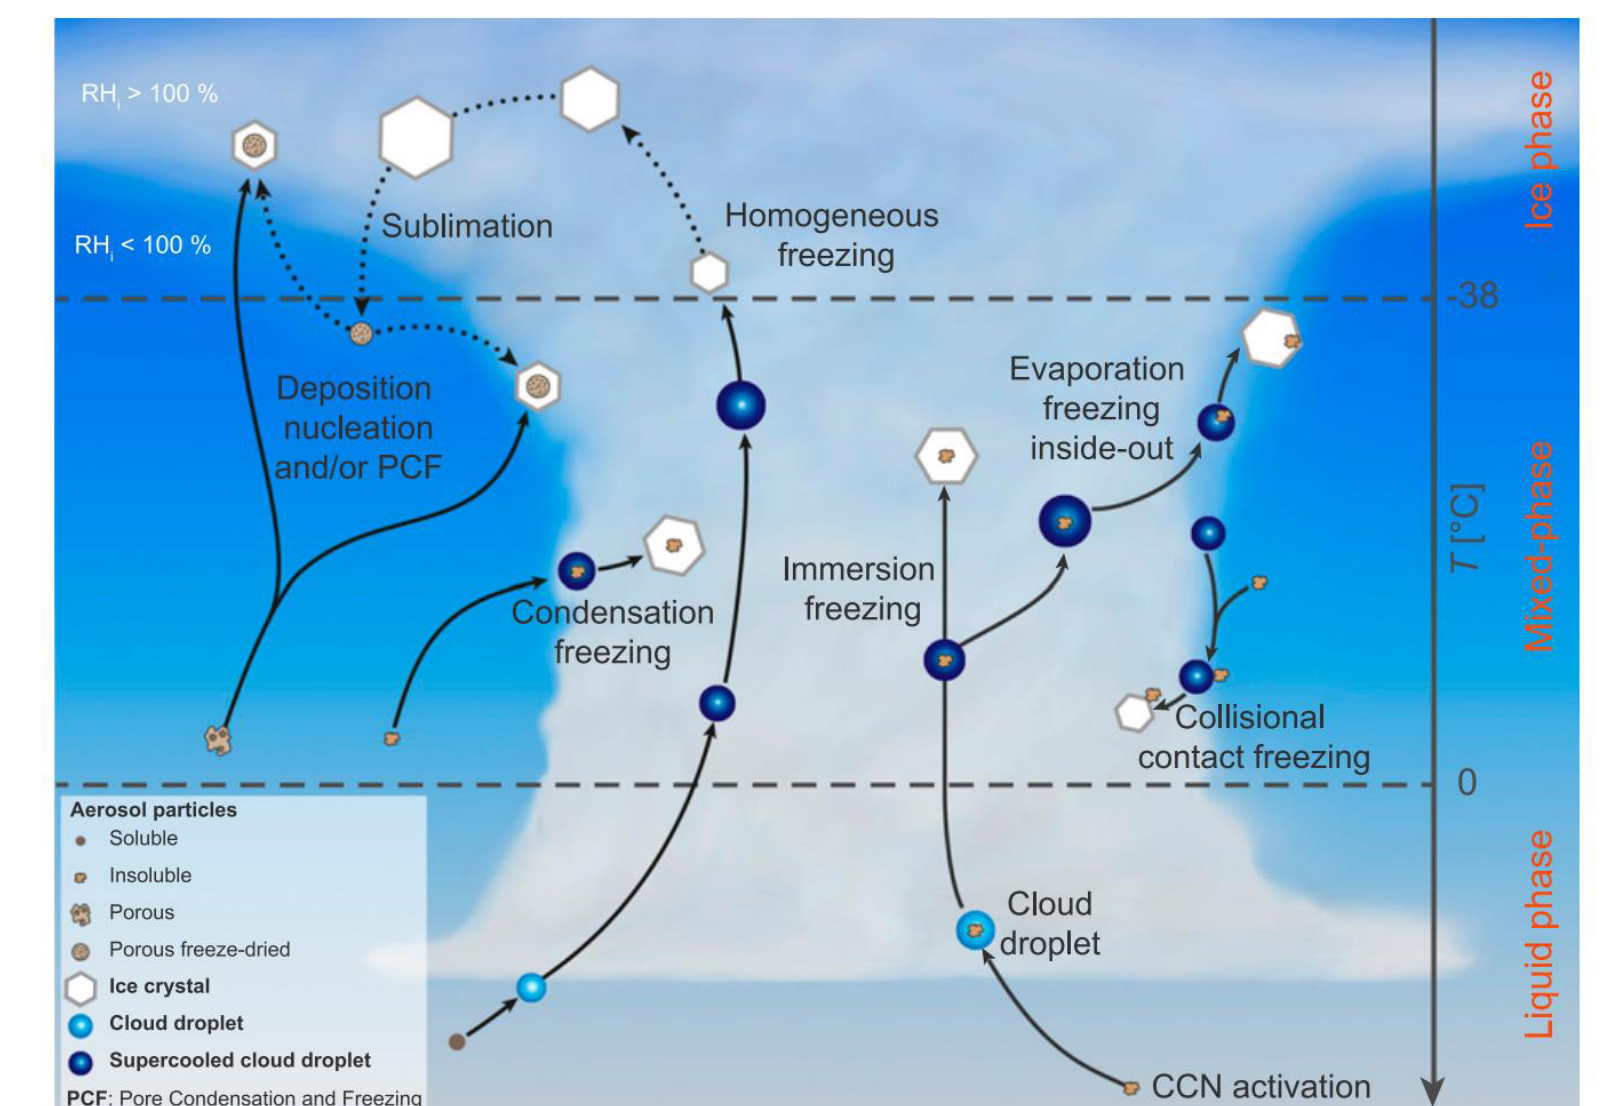 RHi > 100 %
Ice phase
Sublimation
Homogeneous
freezing
RHi < 100 %
-38
Deposition
nucleation
and/or PCF
Evaporation
freezing
inside-out
T [°C]
Mixed-phase
Condensation
freezing
Immersion
freezing
Collisional
contact freezing
0
Aerosol particles
Soluble
Insoluble
Porous
Porous freeze-dried
Ice crystal
Cloud droplet
Supercooled cloud droplet
PCF: Pore Condensation and Freezing
Cloud
droplet
Liquid phase
CCN activation